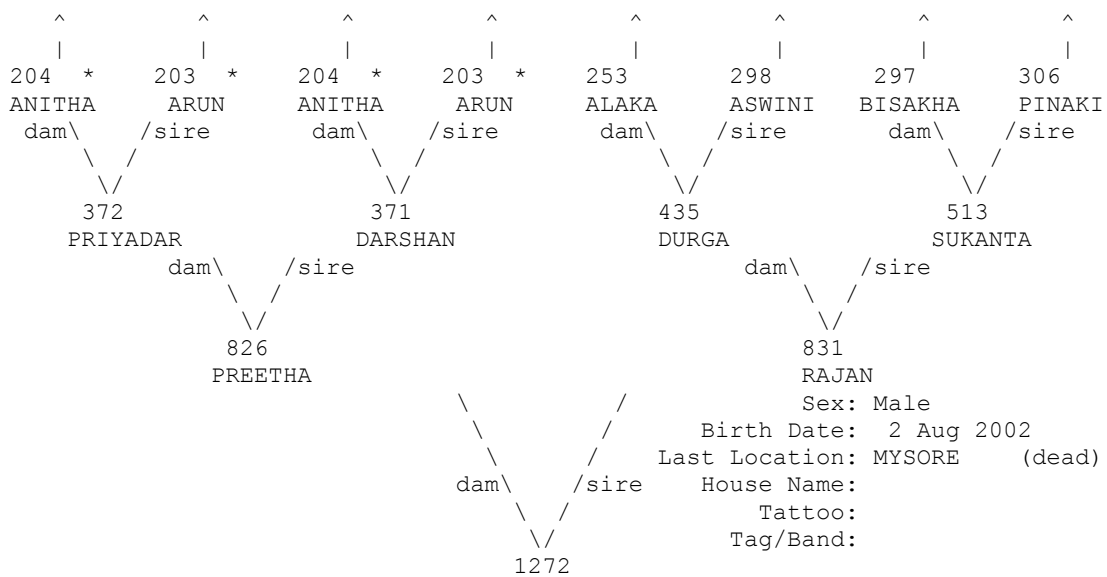 ^ ^ ^ ^ ^ ^ ^ ^
| | | | | | | |
204 * 203 * 204 * 203 * 253 298 297 306
ANITHA ARUN ANITHA ARUN ALAKA ASWINI BISAKHA PINAKI
dam\ /sire dam\ /sire dam\ /sire dam\ /sire
\ / \ / \ / \ /
\/ \/ \/ \/
372 371 435 513
PRIYADAR DARSHAN DURGA SUKANTA
dam\ /sire dam\ /sire
\ / \ /
\/ \/
826 831
PREETHA RAJAN
\ / Sex: Male
\ / Birth Date: 2 Aug 2002
\ / Last Location: MYSORE (dead)
dam\ /sire House Name:
\ / Tattoo:
\/ Tag/Band:
1272